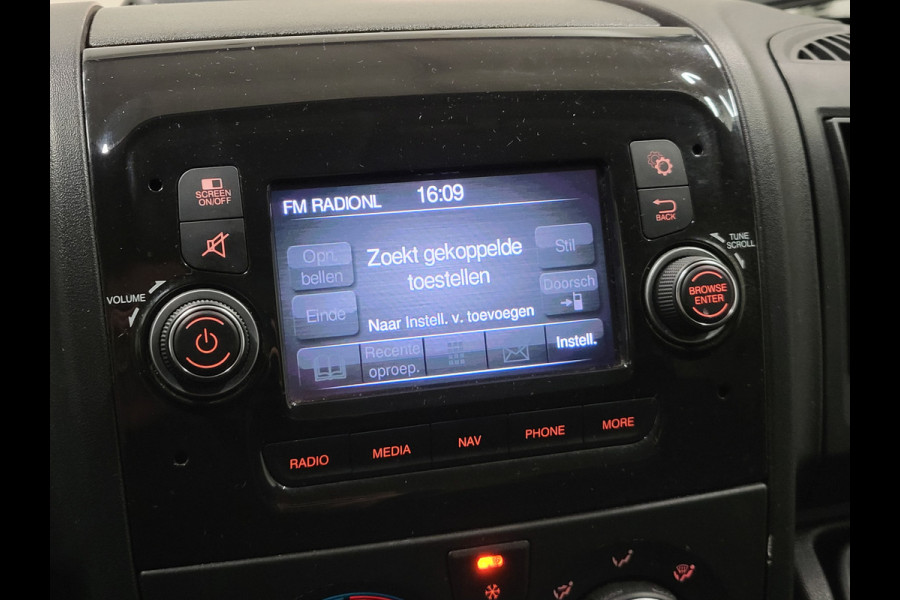 SCREEN
ON/OFF
VOLUME
FM RADIONL 16:09
Opn.
bellen
Zoekt gekoppelde
toestellen
Stil
Einde
Doorsch
Naar Instell. v. toevoegen
Recente
oproep.
Instell.
BACK
TUNE
SCROLL
BROWSE
ENTER
RADIO
MEDIA
NAV
PHONE
MORE